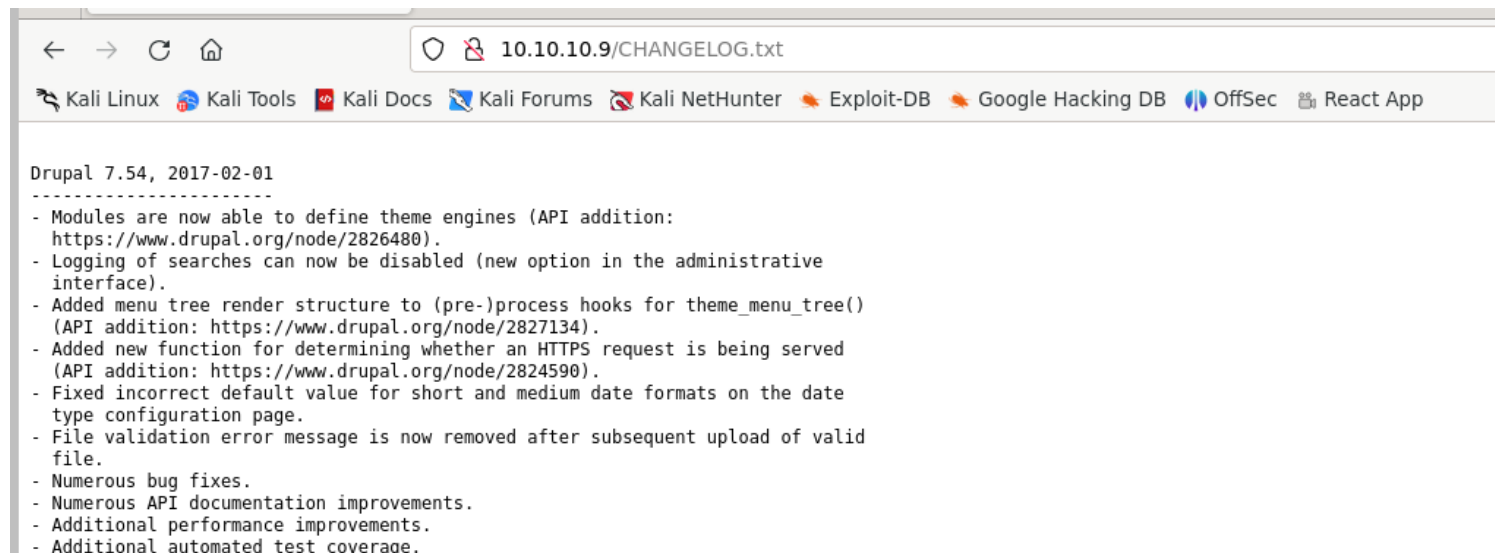 10.10.10.9/CHANGELOG.txt
Kali Linux Kali Tools Kali Docs Kali Forums Kali NetHunter Exploit-DB Google Hacking DB OffSec React App
Drupal 7.54, 2017-02-01
-----------------------
- Modules are now able to define theme engines (API addition:
https://www.drupal.org/node/2826480).
- Logging of searches can now be disabled (new option in the administrative
interface).
- Added menu tree render structure to (pre-)process hooks for theme_menu_tree()
(API addition: https://www.drupal.org/node/2827134).
- Added new function for determining whether an HTTPS request is being served
(API addition: https://www.drupal.org/node/2824590).
- Fixed incorrect default value for short and medium date formats on the date
type configuration page.
- File validation error message is now removed after subsequent upload of valid
file.
- Numerous bug fixes.
- Numerous API documentation improvements.
- Additional performance improvements.
- Additional automated test coverage.